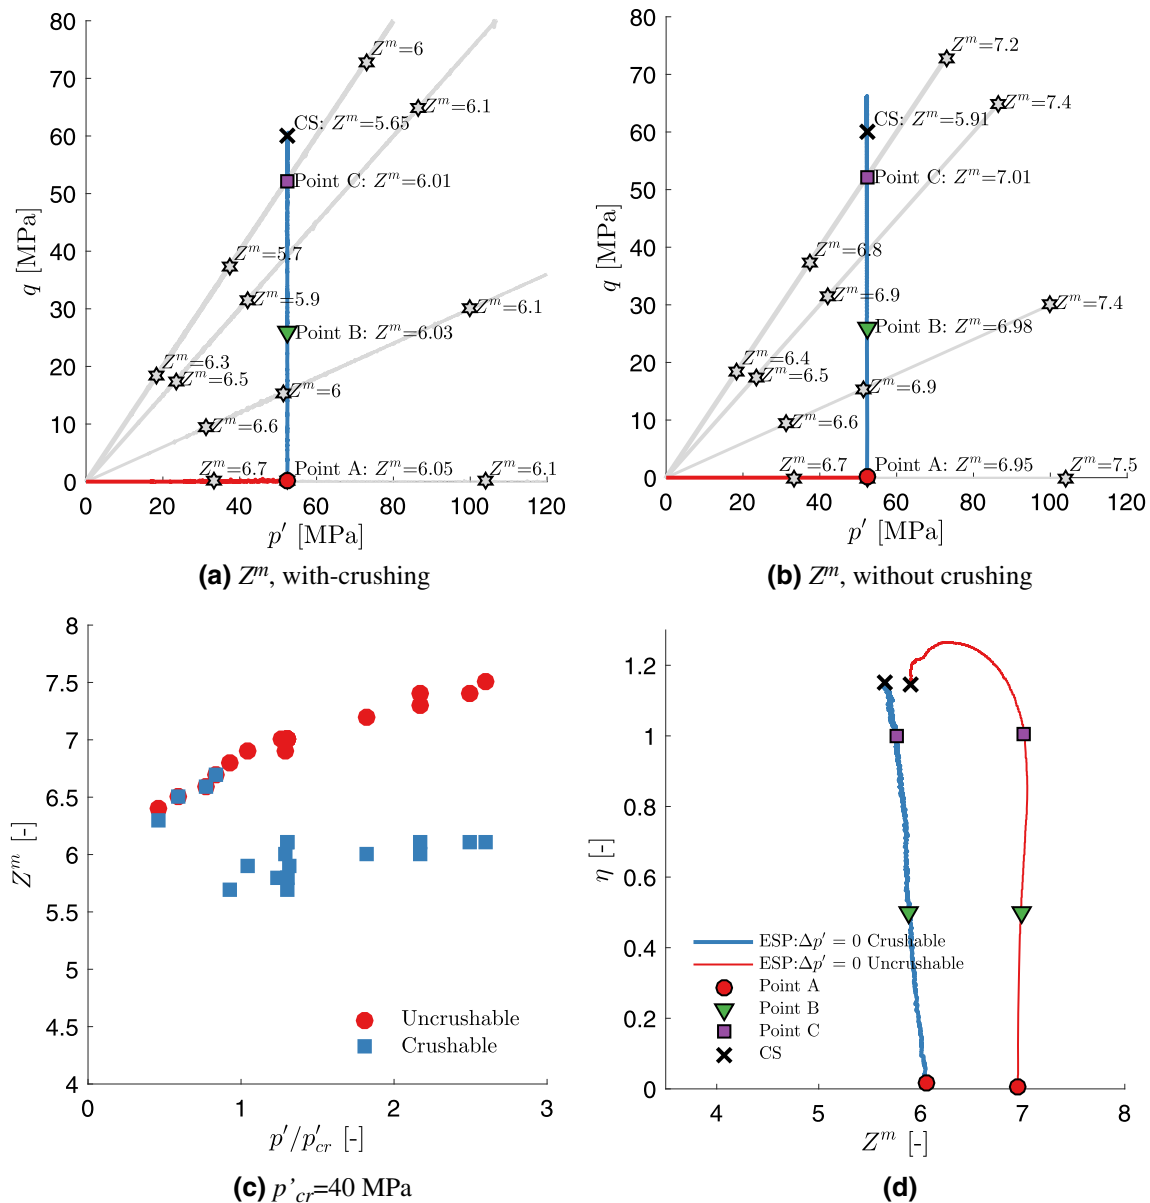 80
70
60
50
40
30
20
10
0
q [MPa]
Z^m=6
Z^m=6.1
CS: Z^m=5.65
Point C: Z^m=6.01
Z^m=5.7
Z^m=5.9
Z^m=6.1
Point B: Z^m=6.03
Z^m=6.3
Z^m=6.5
Z^m=6
Z^m=6.6
Z^m=6.7
Point A: Z^m=6.05
Z^m=6.1
0 20 40 60 80 100 120
p′ [MPa]
(a) Z^m, with-crushing
80
70
60
50
40
30
20
10
0
q [MPa]
Z^m=7.2
Z^m=7.4
CS: Z^m=5.91
Point C: Z^m=7.01
Z^m=6.8
Z^m=6.9
Z^m=7.4
Point B: Z^m=6.98
Z^m=6.4
Z^m=6.5
Z^m=6.9
Z^m=6.6
Z^m=6.7
Point A: Z^m=6.95
Z^m=7.5
0 20 40 60 80 100 120
p′ [MPa]
(b) Z^m, without crushing
8
7.5
7
6.5
6
5.5
5
4.5
4
Z^m [-]
Uncrushable
Crushable
0 1 2 3
p′/p′_cr [-]
(c) p’_cr=40 MPa
1.2
1
0.8
0.6
0.4
0.2
0
η [-]
ESP:Δp′ = 0 Crushable
ESP:Δp′ = 0 Uncrushable
Point A
Point B
Point C
CS
4 5 6 7 8
Z^m [-]
(d)